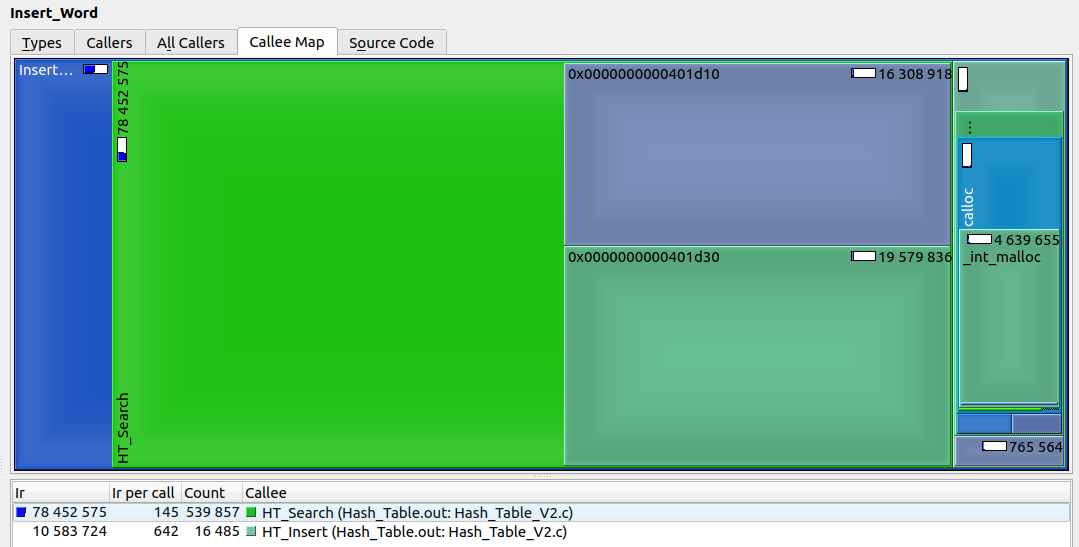 Insert_Word
Types
Callers
All Callers
Callee Map
Source Code
Insert...
78 452 575
HT_Search
0x0000000000401d10
16 308 918
0x0000000000401d30
19 579 836
...
calloc
4 639 655
_int_malloc
765 564
Ir Ir per call Count Callee
78 452 575 145 539 857 HT_Search (Hash_Table.out: Hash_Table_V2.c)
10 583 724 642 16 485 HT_Insert (Hash_Table.out: Hash_Table_V2.c)